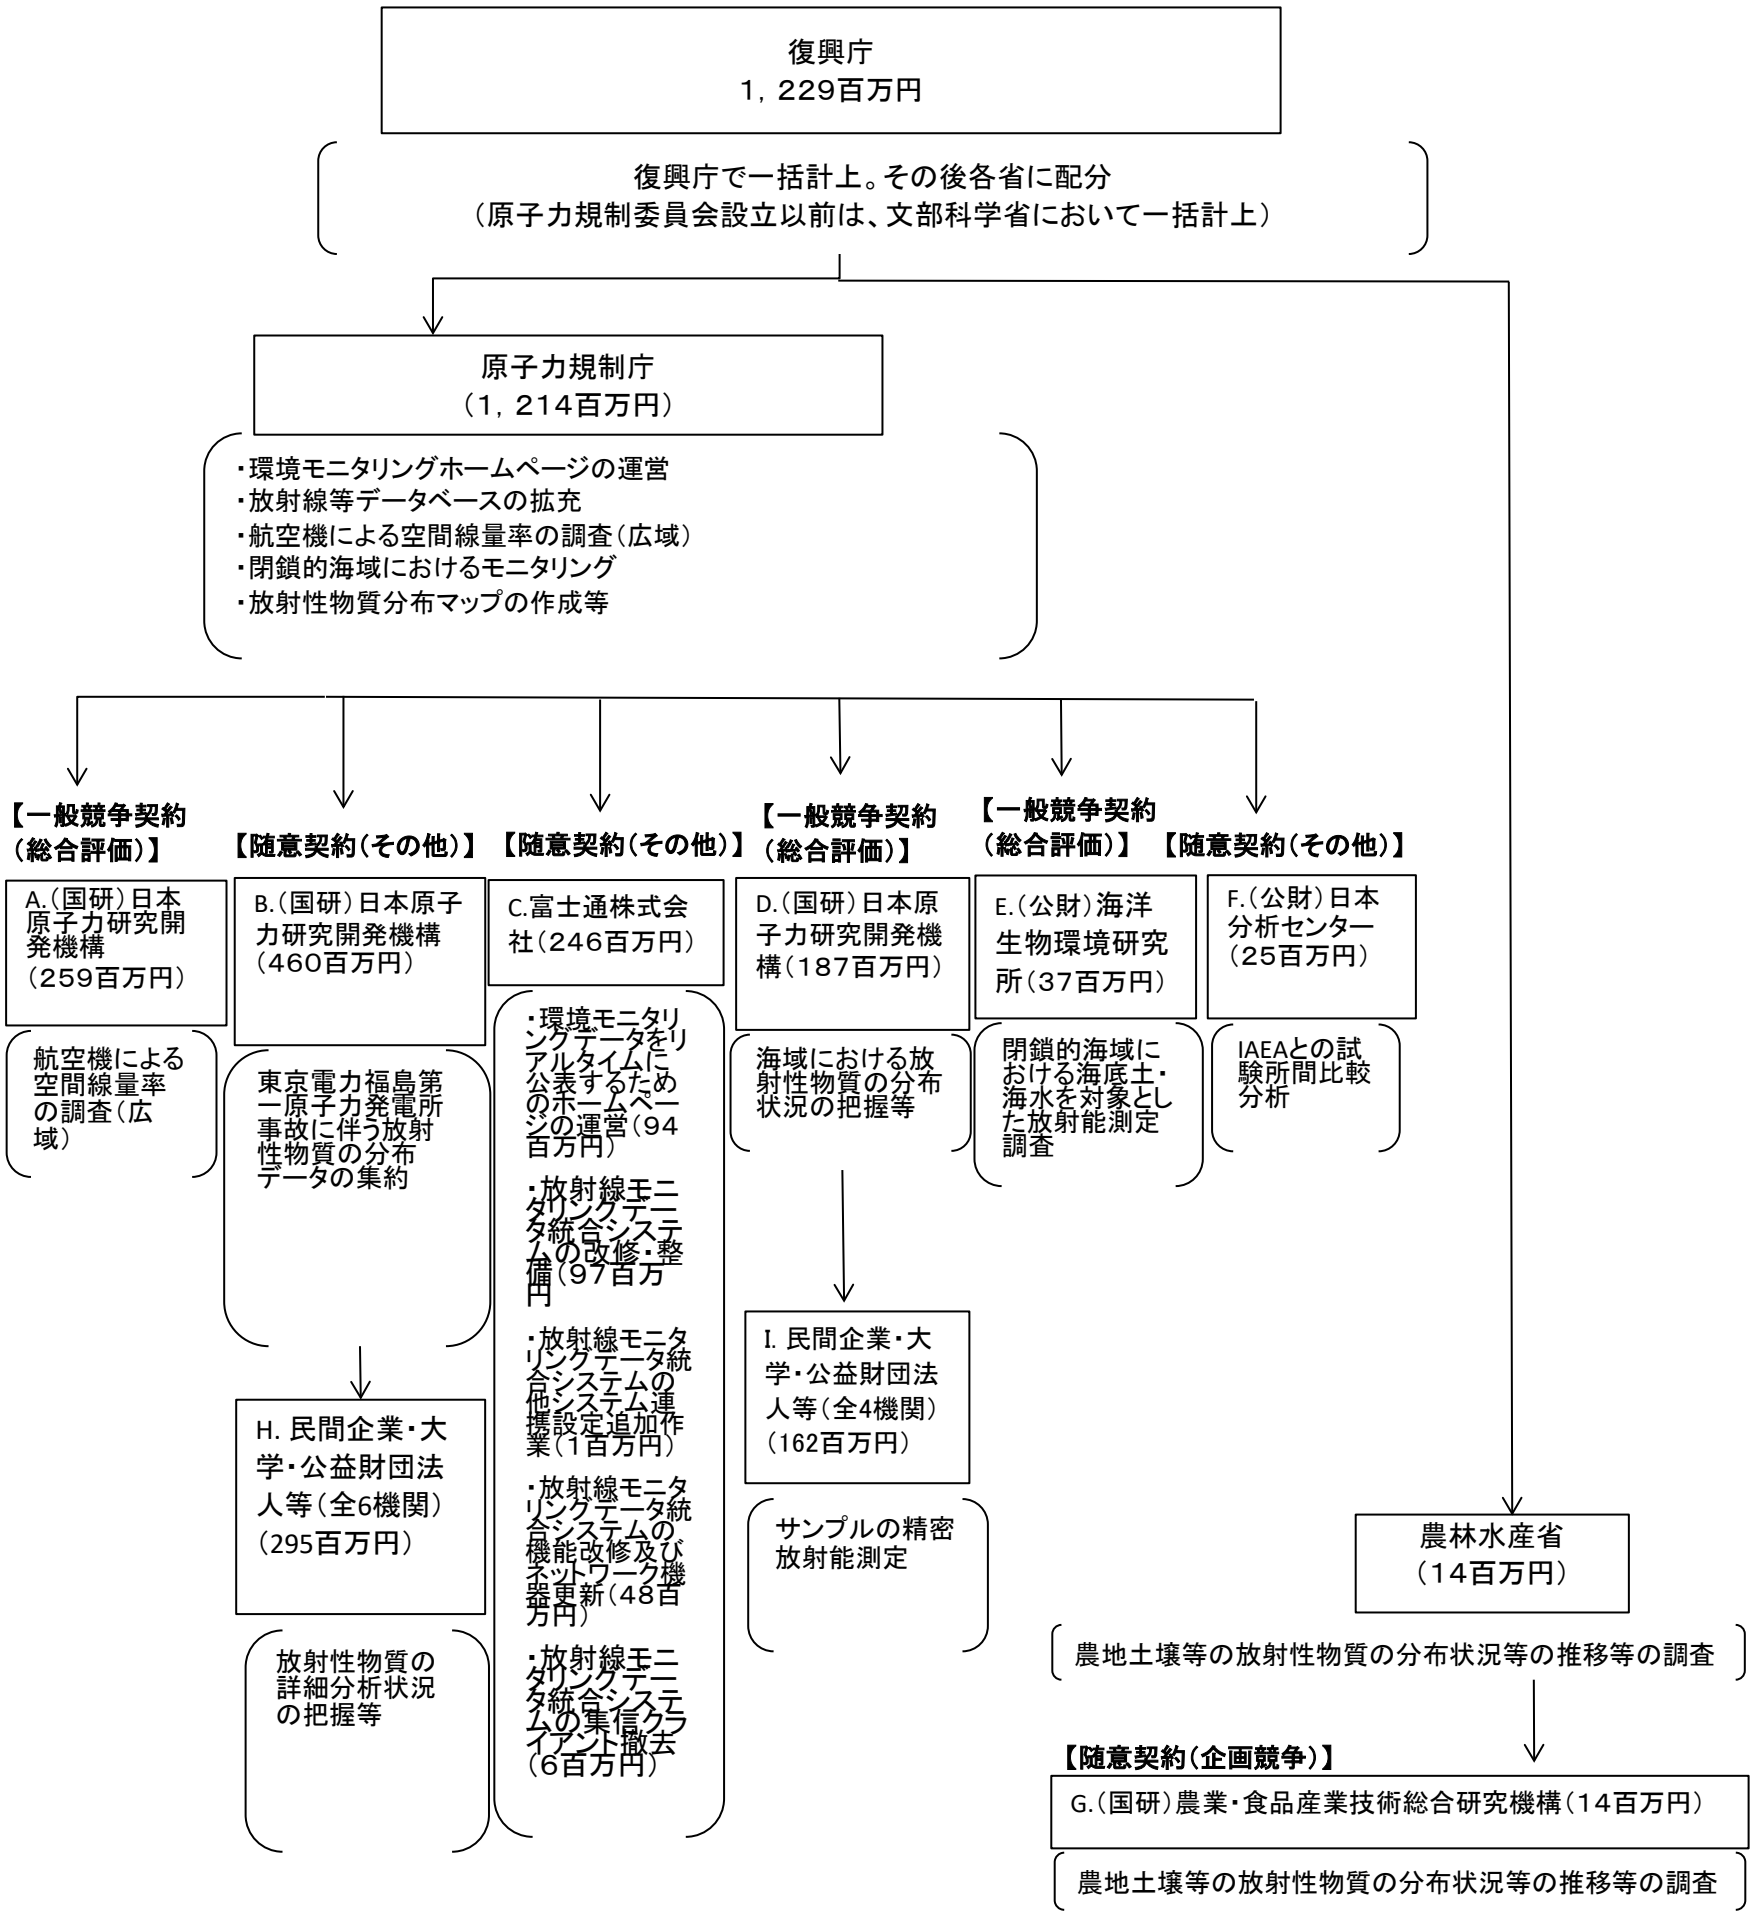 復興庁
1，229百万円
復興庁で一括計上。その後各省に配分
（原子力規制委員会設立以前は、文部科学省において一括計上）
原子力規制庁
（1，214百万円）
・環境モニタリングホームページの運営
・放射線等データベースの拡充
・航空機による空間線量率の調査（広域）
・閉鎖的海域におけるモニタリング
・放射性物質分布マップの作成等
【一般競争契約
（総合評価）】
A.（国研）日本
原子力研究開
発機構
（259百万円）
航空機による
空間線量率
の調査（広
域）
【随意契約（その他）】
B.（国研）日本原子
力研究開発機構
（460百万円）
東京電力福島第
一原子力発電所
事故に伴う放射
性物質の分布
データの集約
H. 民間企業・大
学・公益財団法
人等（全6機関）
（295百万円）
放射性物質の
詳細分析状況
の把握等
【随意契約（その他）】
C.富士通株式会
社（246百万円）
・環境モニタリ
ングデータをリ
アルタイムに
公表するため
のホームペー
ジの運営（94
百万円）
・放射線モニ
タリングデー
タ統合システ
ムの改修・整
備（97百万
円
・放射線モニタ
リングデータ統
合システムの
他システム連
携設定追加作
業（1百万円）
・放射線モニタ
リングデータ統
合システムの
機能改修及び
ネットワーク機
器更新（48百
万円）
・放射線モニ
タリングデー
タ統合システ
ムの集信クラ
イアント撤去
（6百万円）
【一般競争契約
（総合評価）】
D.（国研）日本原
子力研究開発機
構（187百万円）
海域における放
射性物質の分布
状況の把握等
I. 民間企業・大
学・公益財団法
人等（全4機関）
（162百万円）
サンプルの精密
放射能測定
【一般競争契約
（総合評価）】
E.（公財）海洋
生物環境研究
所（37百万円）
閉鎖的海域に
おける海底土・
海水を対象とし
た放射能測定
調査
【随意契約（その他）】
F.（公財）日本
分析センター
（25百万円）
IAEAとの試
験所間比較
分析
農林水産省
（14百万円）
農地土壌等の放射性物質の分布状況等の推移等の調査
【随意契約（企画競争）】
G.（国研）農業・食品産業技術総合研究機構（14百万円）
農地土壌等の放射性物質の分布状況等の推移等の調査